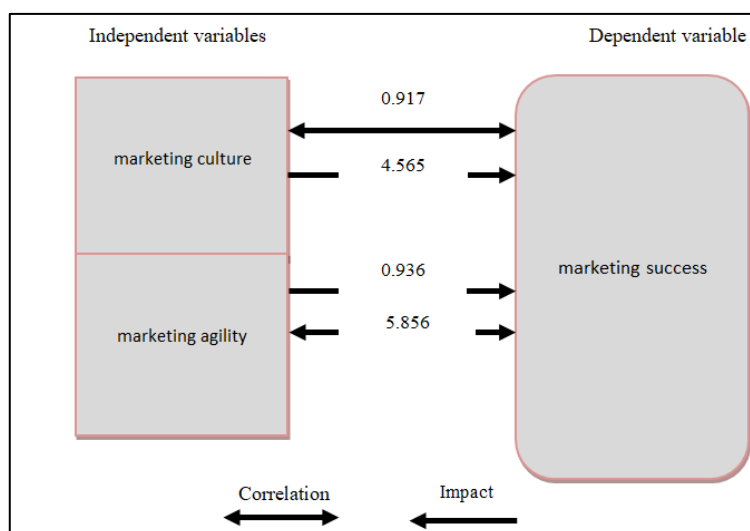 Independent variables
Dependent variable
0.917
marketing culture
4.565
marketing success
0.936
marketing agility
5.856
Correlation
Impact